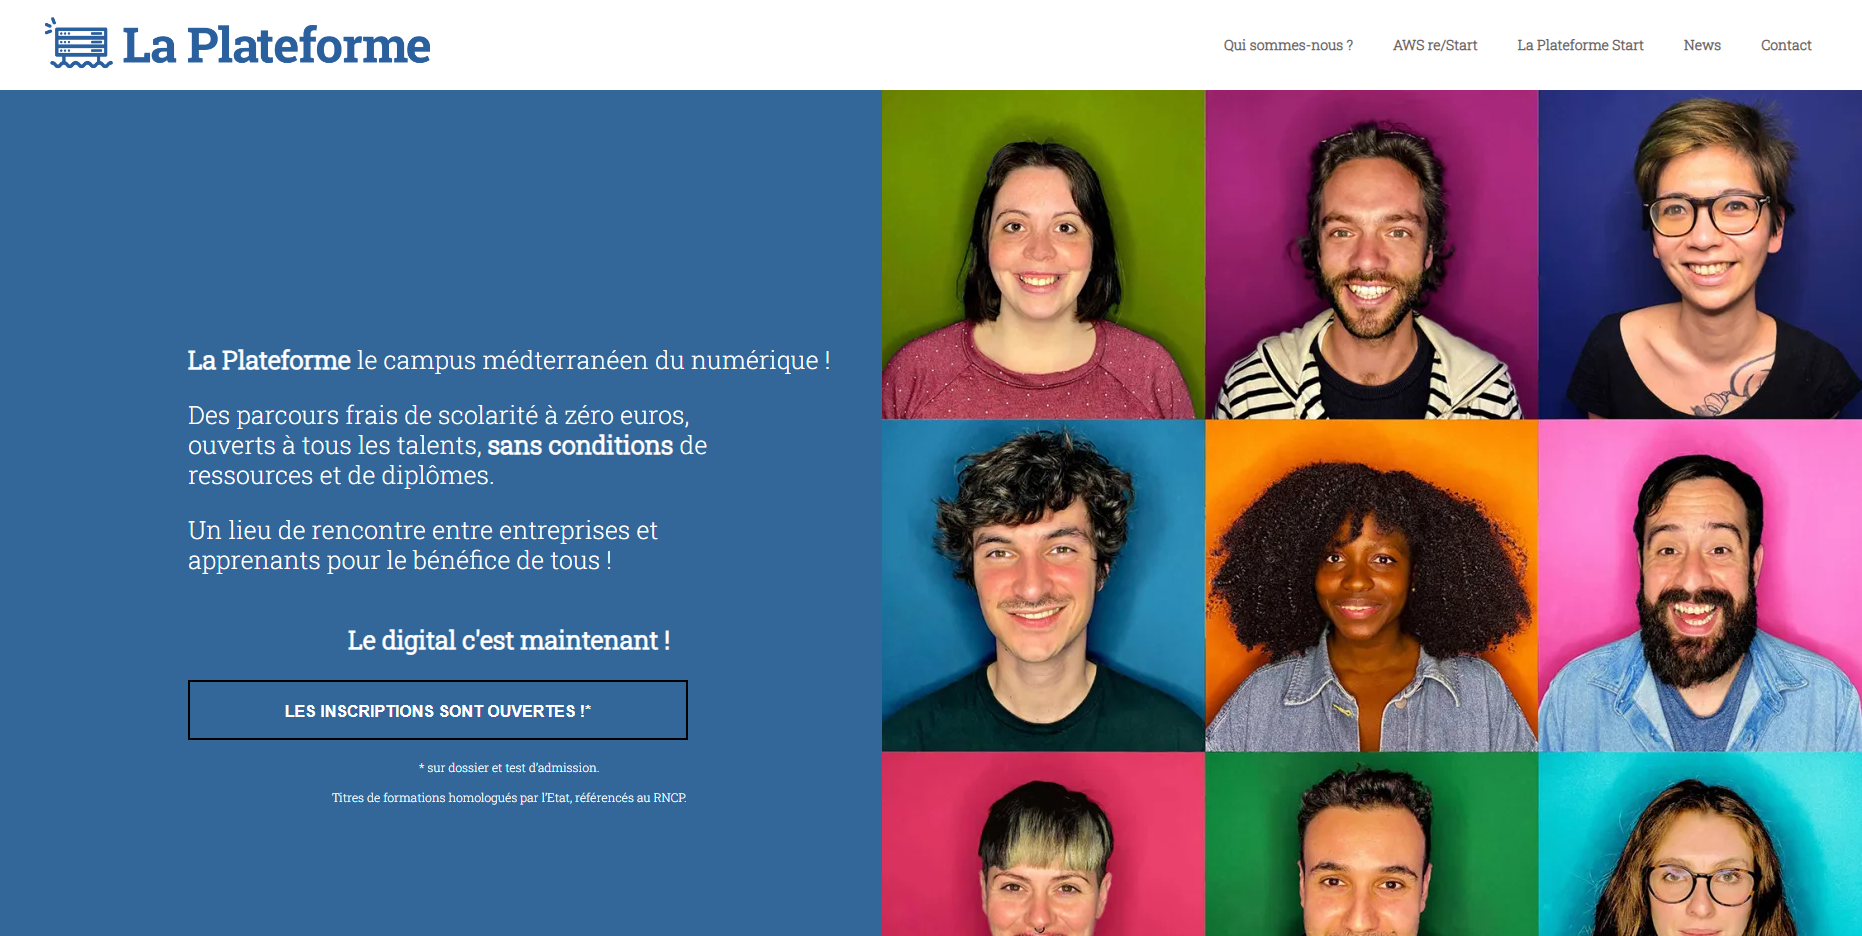 La Plateforme
Qui sommes-nous ? AWS re/Start La Plateforme Start News Contact
La Plateforme le campus méditerranéen du numérique !
Des parcours frais de scolarité à zéro euros,
ouverts à tous les talents, sans conditions de
ressources et de diplômes.
Un lieu de rencontre entre entreprises et
apprenants pour le bénéfice de tous !
Le digital c'est maintenant !
LES INSCRIPTIONS SONT OUVERTES !*
* sur dossier et test d'admission.
Titres de formations homologués par l'Etat, référencés au RNCP.